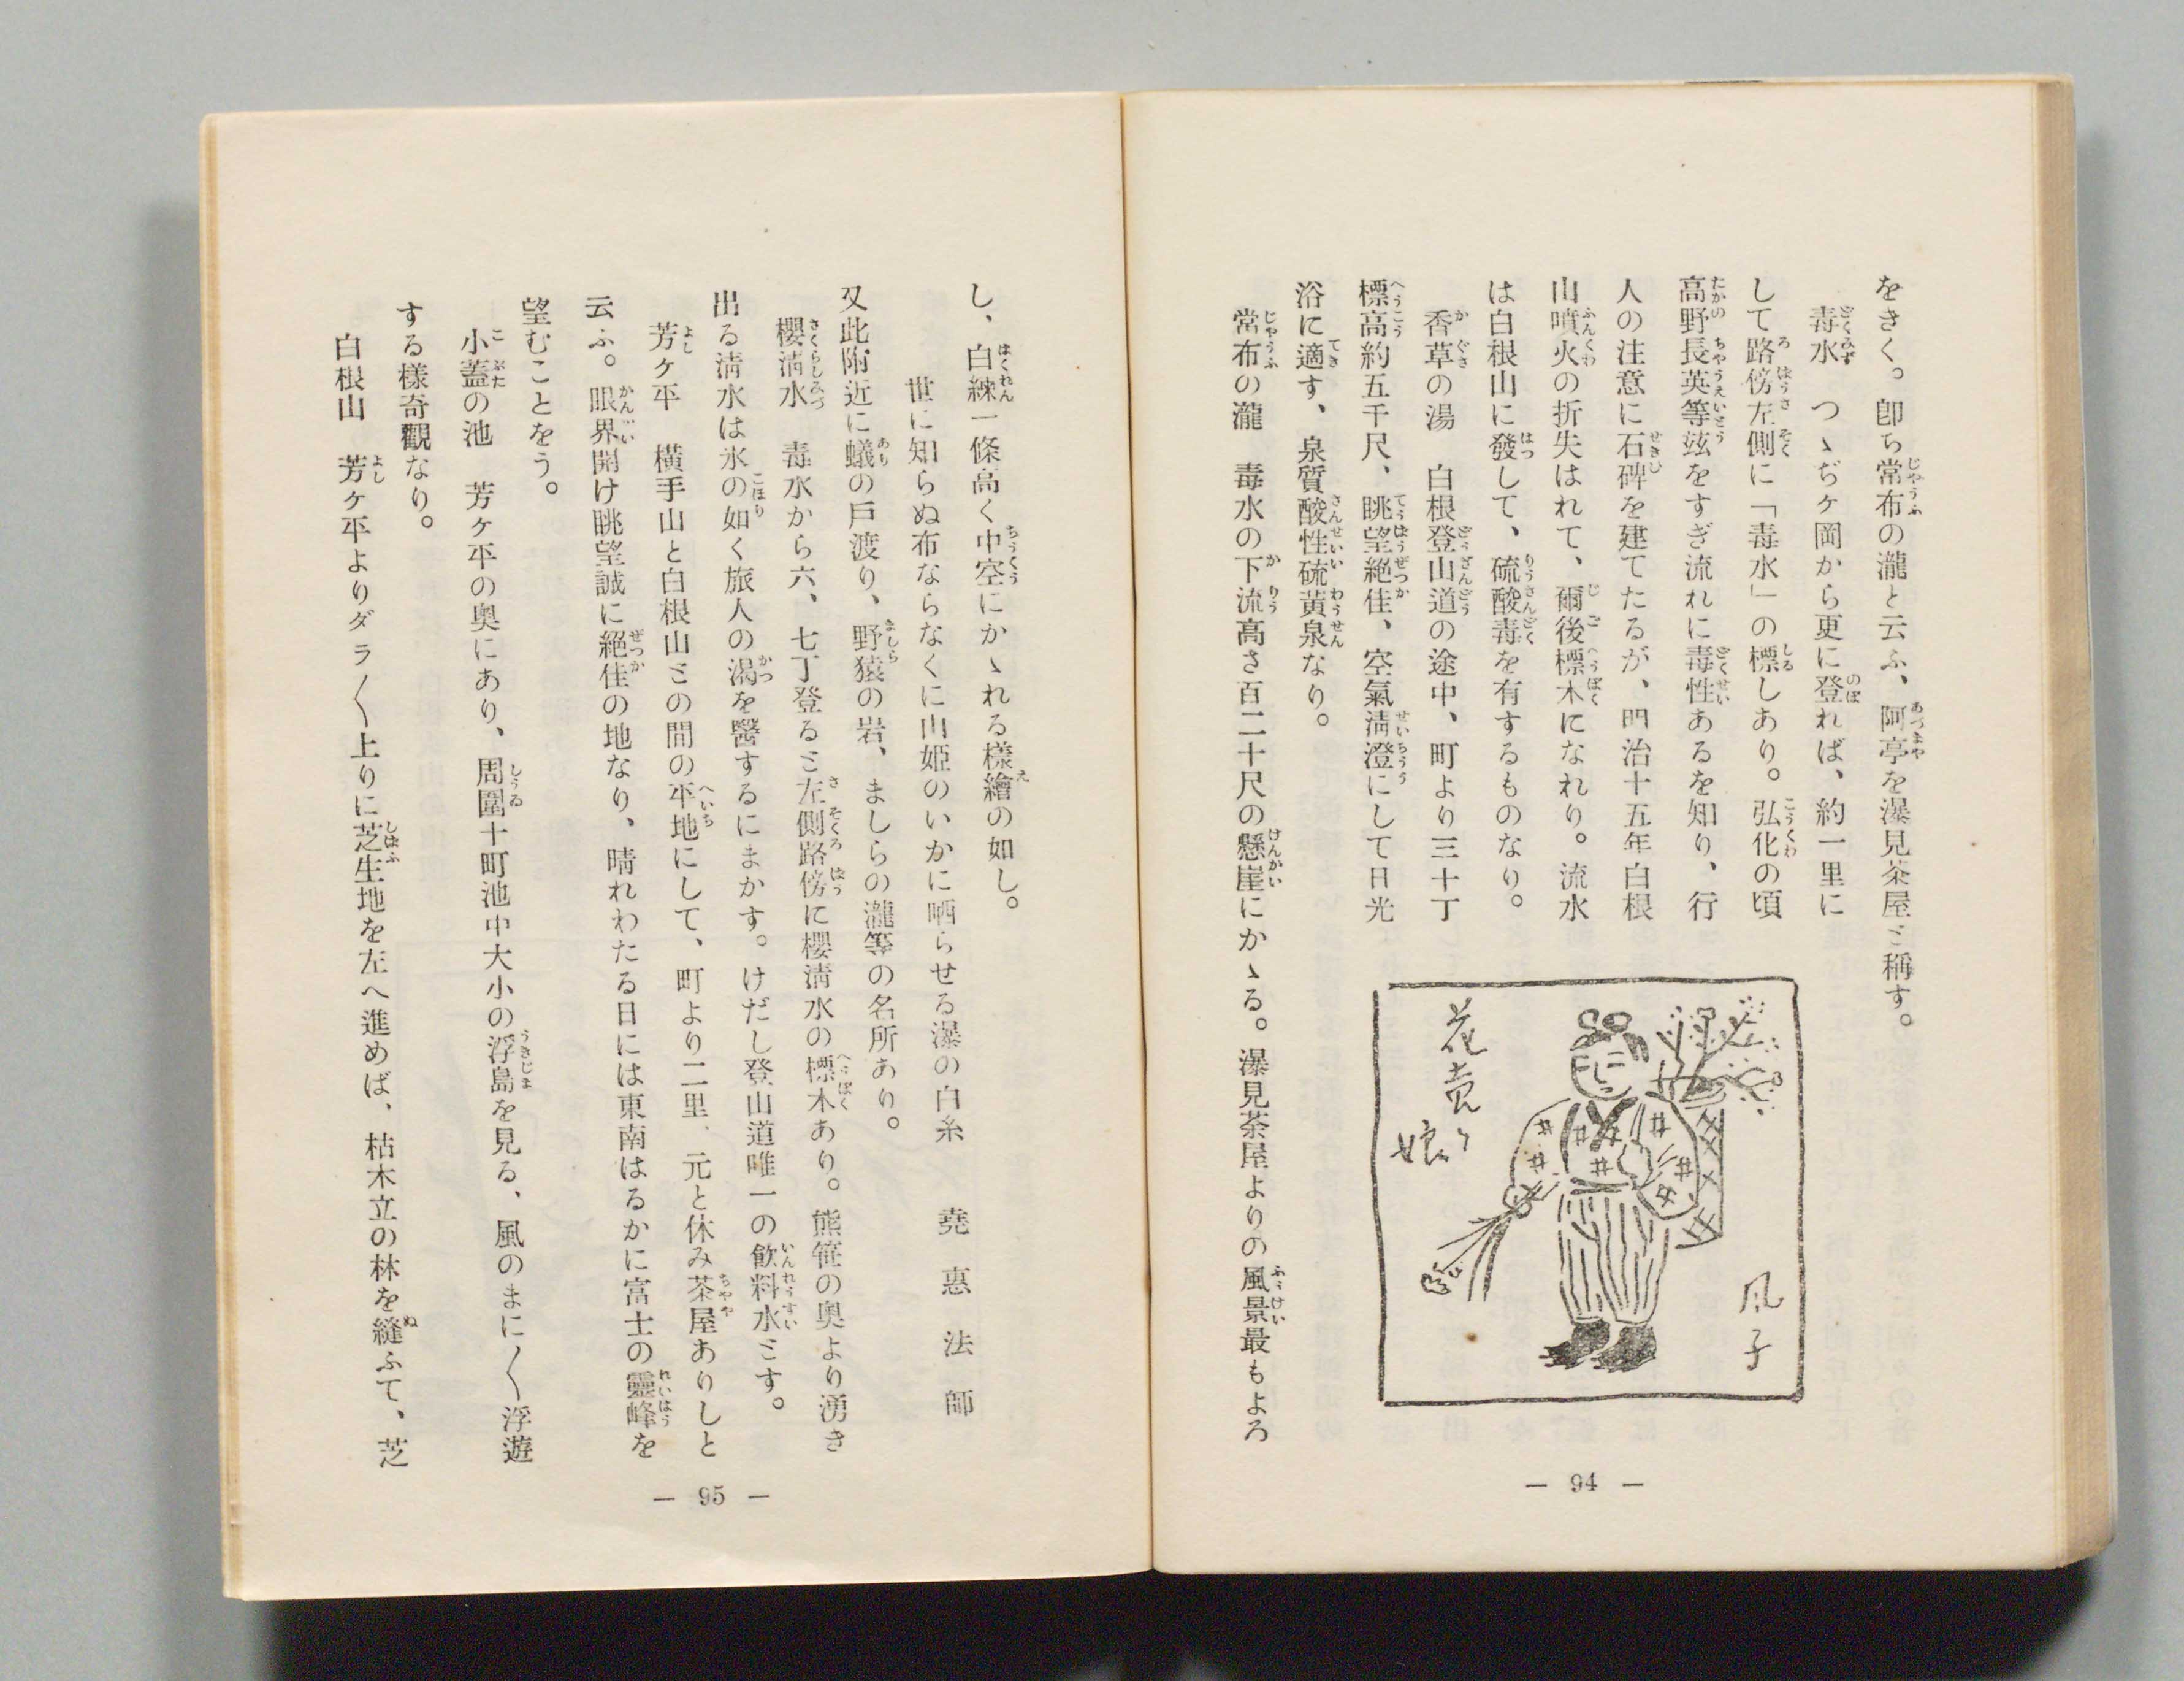 をきく。卽ち常布の瀧と云ふ、阿亭を瀑見茶屋ミ稱す。
毒水　つゝぢヶ岡から更に登れば、約一里に
して路傍左側に「毒水」の標しあり。弘化の頃
高野長英等玆をすぎ流れに毒性あるを知り、行
人の注意に石碑を建てたるが、明治十五年白根
山噴火の折失はれて、爾後標木になれり。流水
は白根山に發して、硫酸毒を有するものなり。
香草の湯　白根登山道の途中、町より三十丁
標高約五千尺、眺望絕佳、空氣淸澄にして日光
浴に適す、泉質酸性硫黃泉なり。
常布の瀧　毒水の下流高さ百二十尺の懸崖にかゝる。瀑見茶屋よりの風景最もよろ
花売り
娘
风子
― 94 ―
し、白練一條高く中空にかゝれる樣繪の如し。
世に知らぬ布ならなくに山姬のいかに晒らせる瀑の白糸　堯惠法師
又此附近に蟻の戶渡り、野猿の岩、ましらの瀧等の名所あり。
櫻淸水　毒水から六、七丁登るミ左側路傍に櫻淸水の標木あり。熊笹の奧より湧き
出る淸水は氷の如く旅人の渴を醫するにまかす。けだし登山道唯一の飮料水ミす。
芳ヶ平　橫手山と白根山ミの間の平地にして、町より二里、元と休み茶屋ありしと
云ふ。眼界開け眺望誠に絕佳の地なり、晴れわたる日には東南はるかに富士の靈峰を
望むことをう。
小蓋の池　芳ヶ平の奧にあり、周圍十町池中大小の浮島を見る、風のまに〱浮遊
する樣奇觀なり。
白根山　芳ヶ平よりダラ〱上りに芝生地を左へ進めば、枯木立の林を縫ふて、芝
― 95 ―